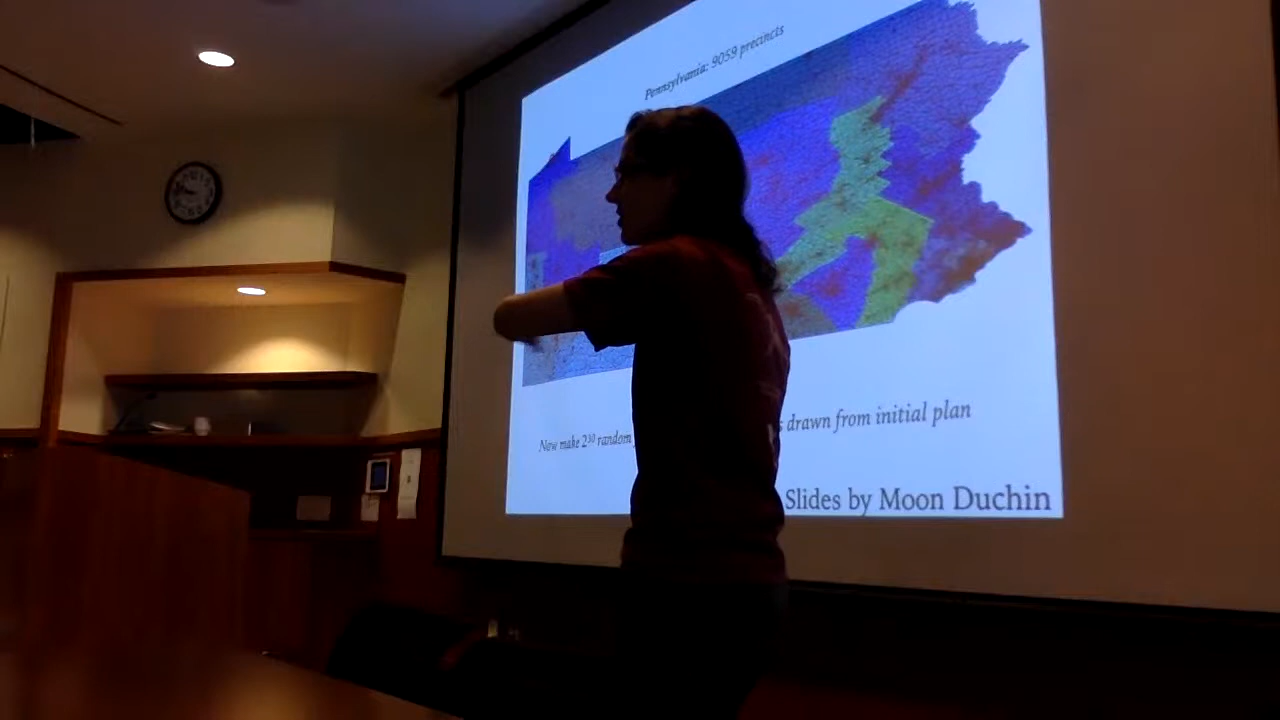 Pennsylvania: 9059 precincts
Now make 2³⁰ random
s drawn from initial plan
Slides by Moon Duchin